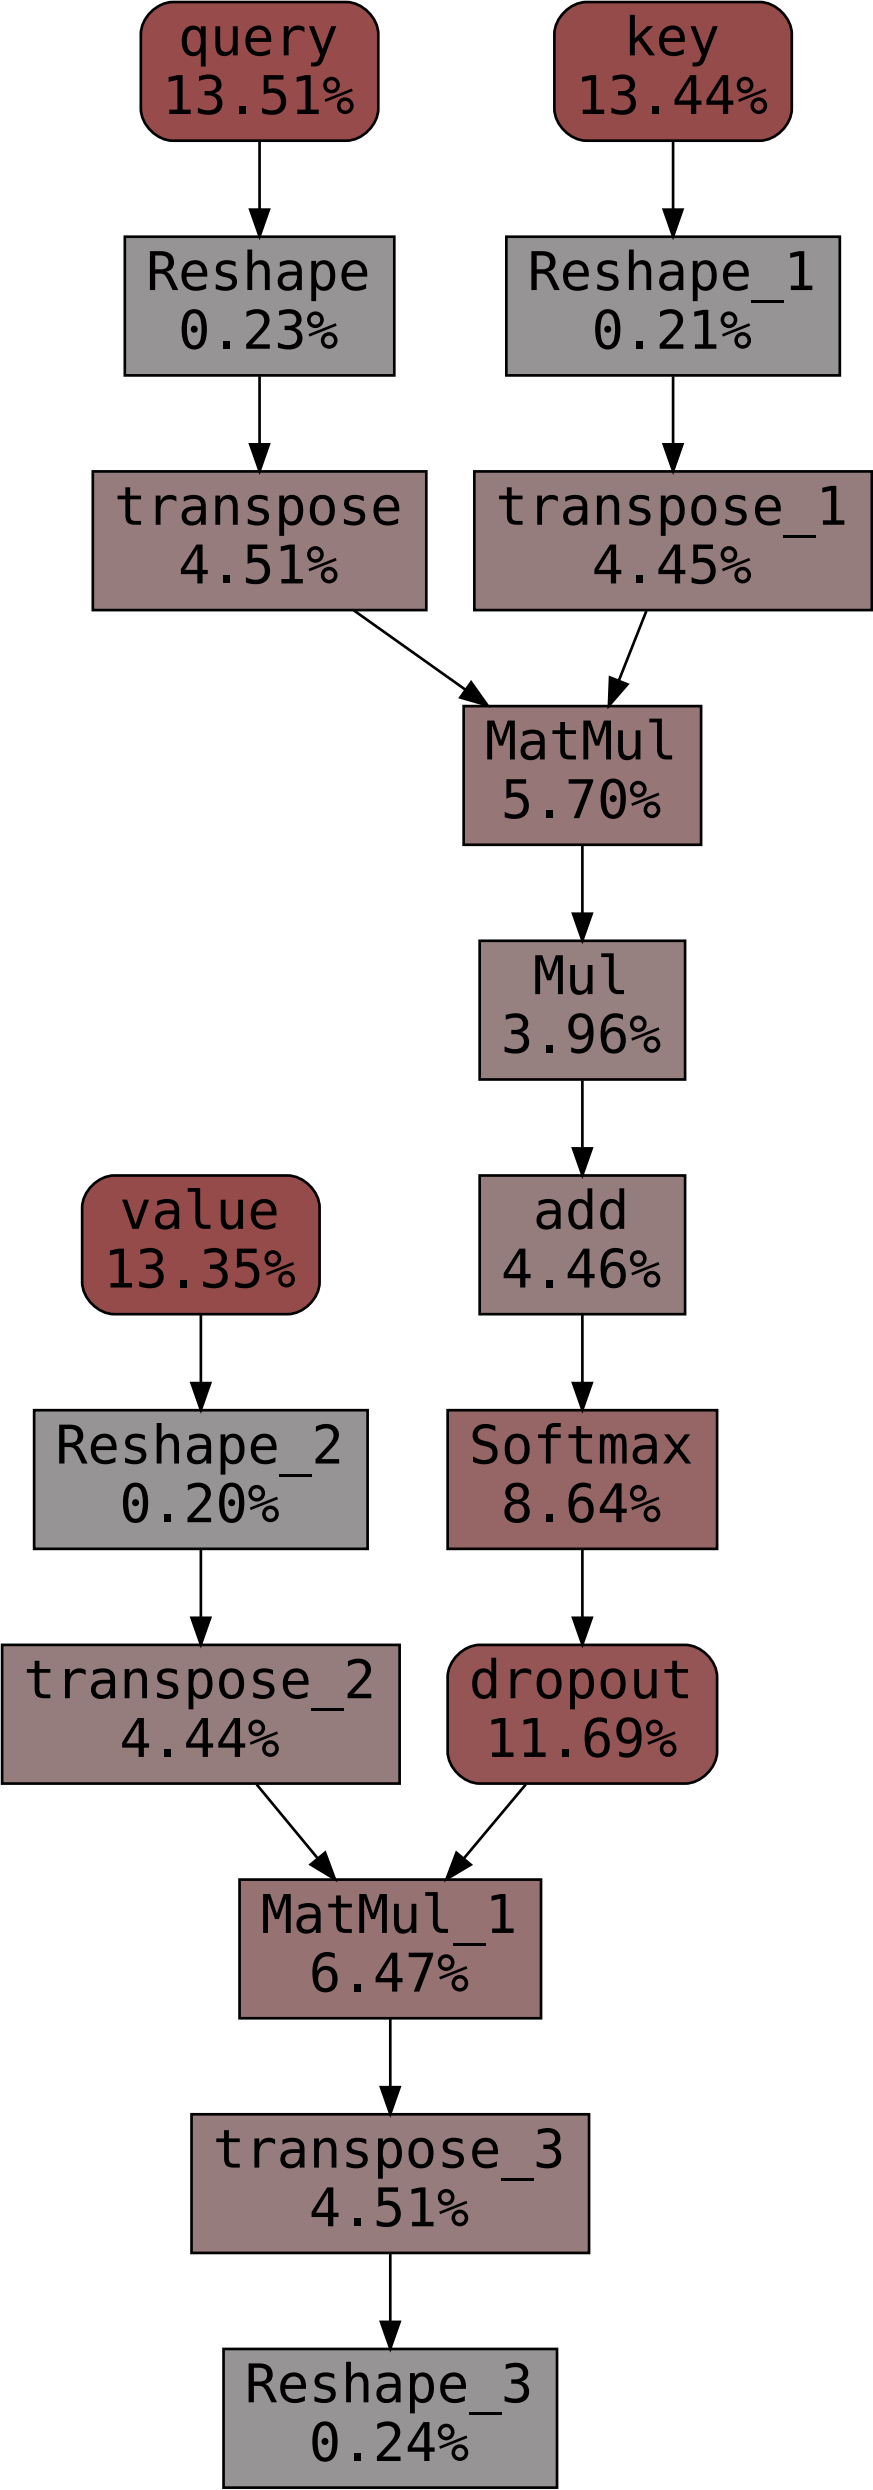 query
13.51%
key
13.44%
Reshape
0.23%
Reshape_1
0.21%
transpose
4.51%
transpose_1
4.45%
MatMul
5.70%
Mul
3.96%
value
13.35%
add
4.46%
Reshape_2
0.20%
Softmax
8.64%
transpose_2
4.44%
dropout
11.69%
MatMul_1
6.47%
transpose_3
4.51%
Reshape_3
0.24%